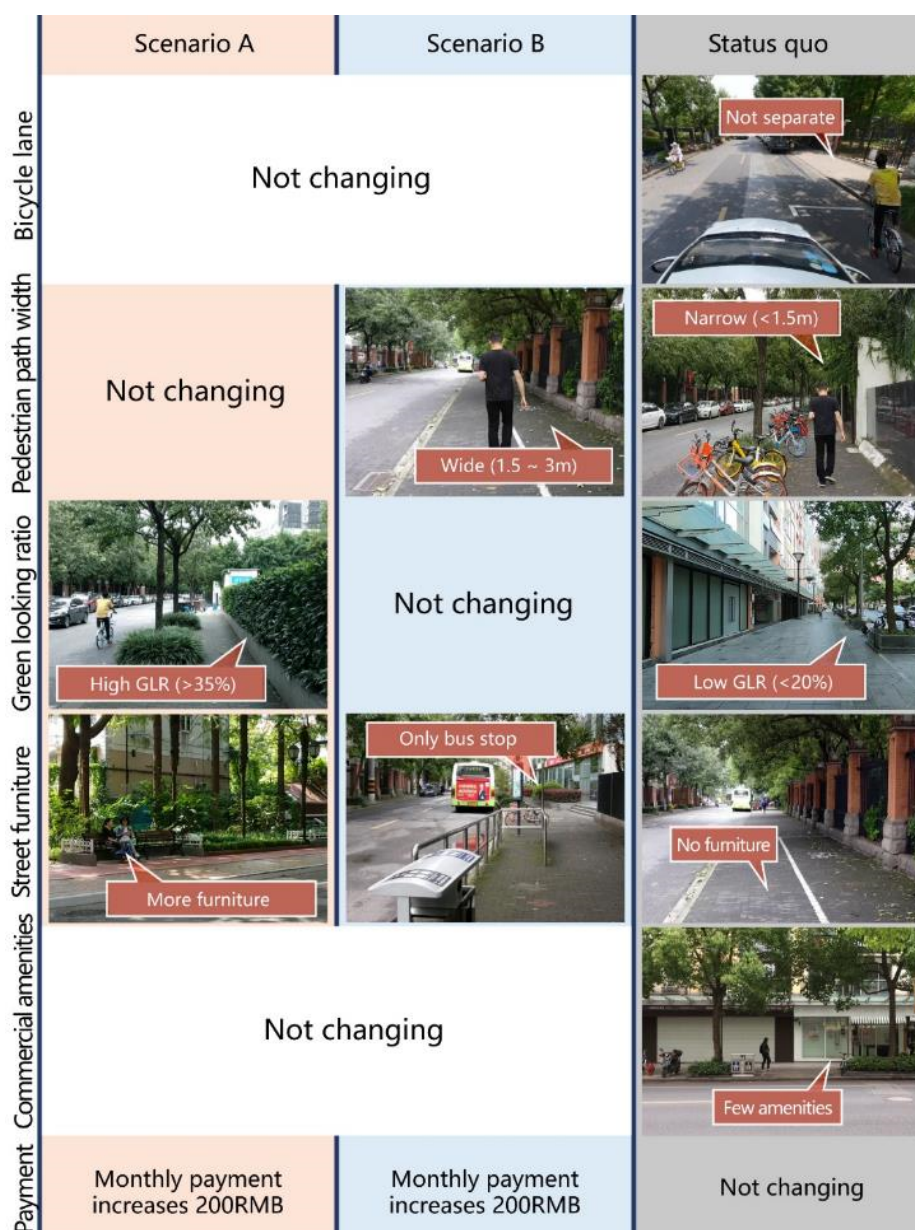 Scenario A
Scenario B
Status quo
Bicycle lane
Not changing
Not separate
Pedestrian path width
Not changing
Wide (1.5 ~ 3m)
Narrow (<1.5m)
Green looking ratio
High GLR (>35%)
Not changing
Low GLR (<20%)
Street furniture
More furniture
Only bus stop
No furniture
Commercial amenities
Not changing
Few amenities
Payment
Monthly payment
increases 200RMB
Monthly payment
increases 200RMB
Not changing